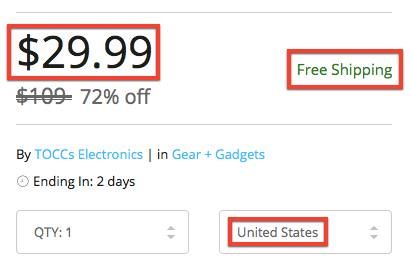 $29.99
Free Shipping
$109 72% off
By TOCCs Electronics | in Gear + Gadgets
Ending In: 2 days
QTY: 1
United States